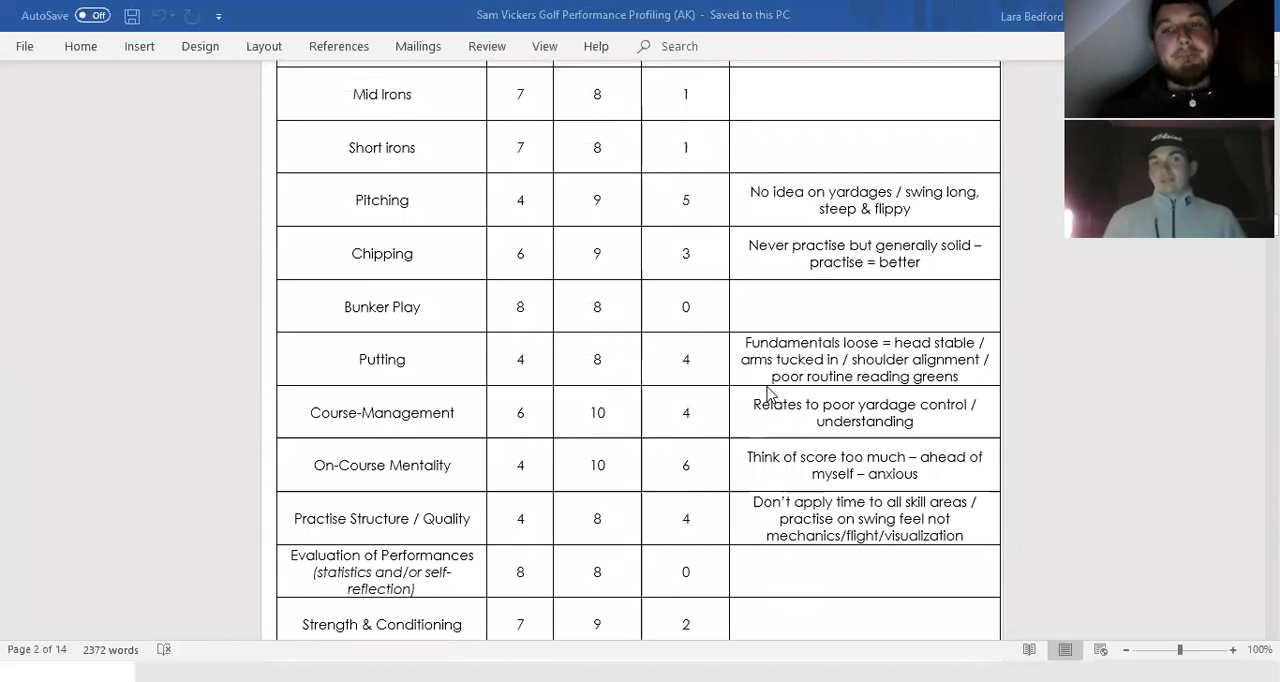 AutoSave Off
Sam Vickers Golf Performance Profiling (AK) - Saved to this PC
Lara Bedford
File Home Insert Design Layout References Mailings Review View Help Search
Mid Irons 7 8 1
Short irons 7 8 1
Pitching 4 9 5 No idea on yardages / swing long,
steep & flippy
Chipping 6 9 3 Never practise but generally solid –
practise = better
Bunker Play 8 8 0
Putting 4 8 4 Fundamentals loose = head stable /
arms tucked in / shoulder alignment /
poor routine reading greens
Course-Management 6 10 4 Relates to poor yardage control /
understanding
On-Course Mentality 4 10 6 Think of score too much – ahead of
myself – anxious
Practise Structure / Quality 4 8 4 Don't apply time to all skill areas /
practise on swing feel not
mechanics/flight/visualization
Evaluation of Performances
(statistics and/or self-
reflection) 8 8 0
Strength & Conditioning 7 9 2
Page 2 of 14 2372 words
100%